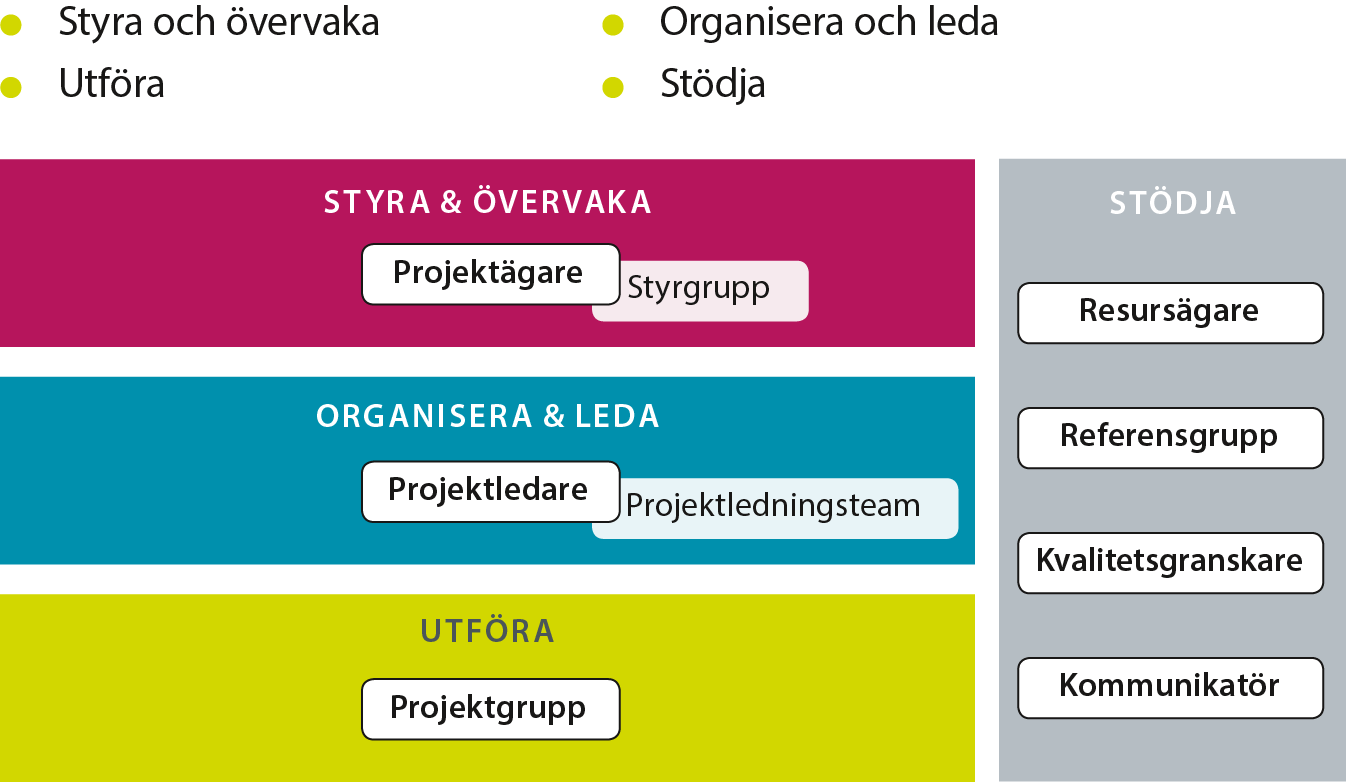 Styra och övervaka
Organisera och leda
Utföra
Stödja
STYRA & ÖVERVAKA
Projektägare
Styrgrupp
ORGANISERA & LEDA
Projektledare
Projektledningsteam
UTFÖRA
Projektgrupp
STÖDJA
Resursägare
Referensgrupp
Kvalitetsgranskare
Kommunikatör